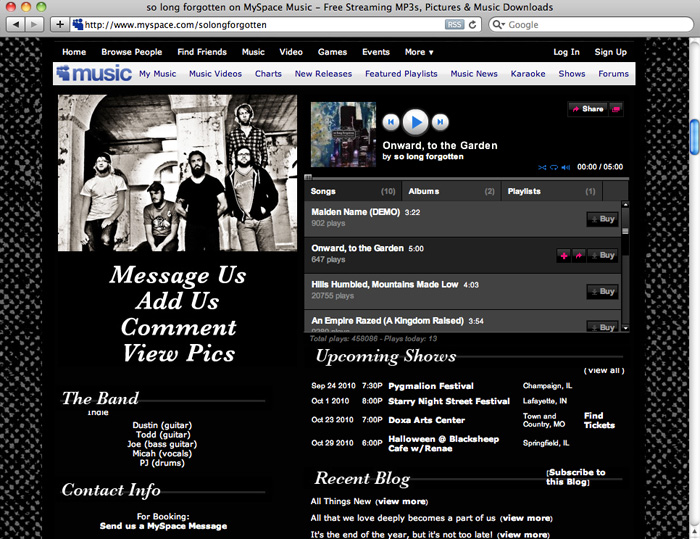 so long forgotten on MySpace Music – Free Streaming MP3s, Pictures & Music Downloads
http://www.myspace.com/solongforgotten
RSS
Google
Home Browse People Find Friends Music Video Games Events More ▾ Log In Sign Up
music My Music Music Videos Charts New Releases Featured Playlists Music News Karaoke Shows Forums
Share
Onward, to the Garden
by so long forgotten
00:00 / 05:00
Songs (10) Albums (2) Playlists (1)
Maiden Name (DEMO) 3:22
902 plays
Buy
Onward, to the Garden 5:00
647 plays
Buy
Hills Humbled, Mountains Made Low 4:03
20755 plays
Buy
An Empire Razed (A Kingdom Raised) 3:54
Buy
Total plays: 458086 - Plays today: 13
Message Us
Add Us
Comment
View Pics
The Band
Indie
Dustin (guitar)
Todd (guitar)
Joe (bass guitar)
Micah (vocals)
PJ (drums)
Contact Info
For Booking:
Send us a MySpace Message
Upcoming Shows
( view all )
Sep 24 2010 7:30P Pygmalion Festival Champaign, IL
Oct 1 2010 8:00P Starry Night Street Festival Lafayette, IN
Oct 23 2010 7:00P Doxa Arts Center Town and Country, MO Find Tickets
Oct 29 2010 6:00P Halloween @ Blacksheep Cafe w/Renae Springfield, IL
Recent Blog
[Subscribe to this Blog]
All Things New (view more)
All that we love deeply becomes a part of us (view more)
It's the end of the year, but it's not too late! (view more)